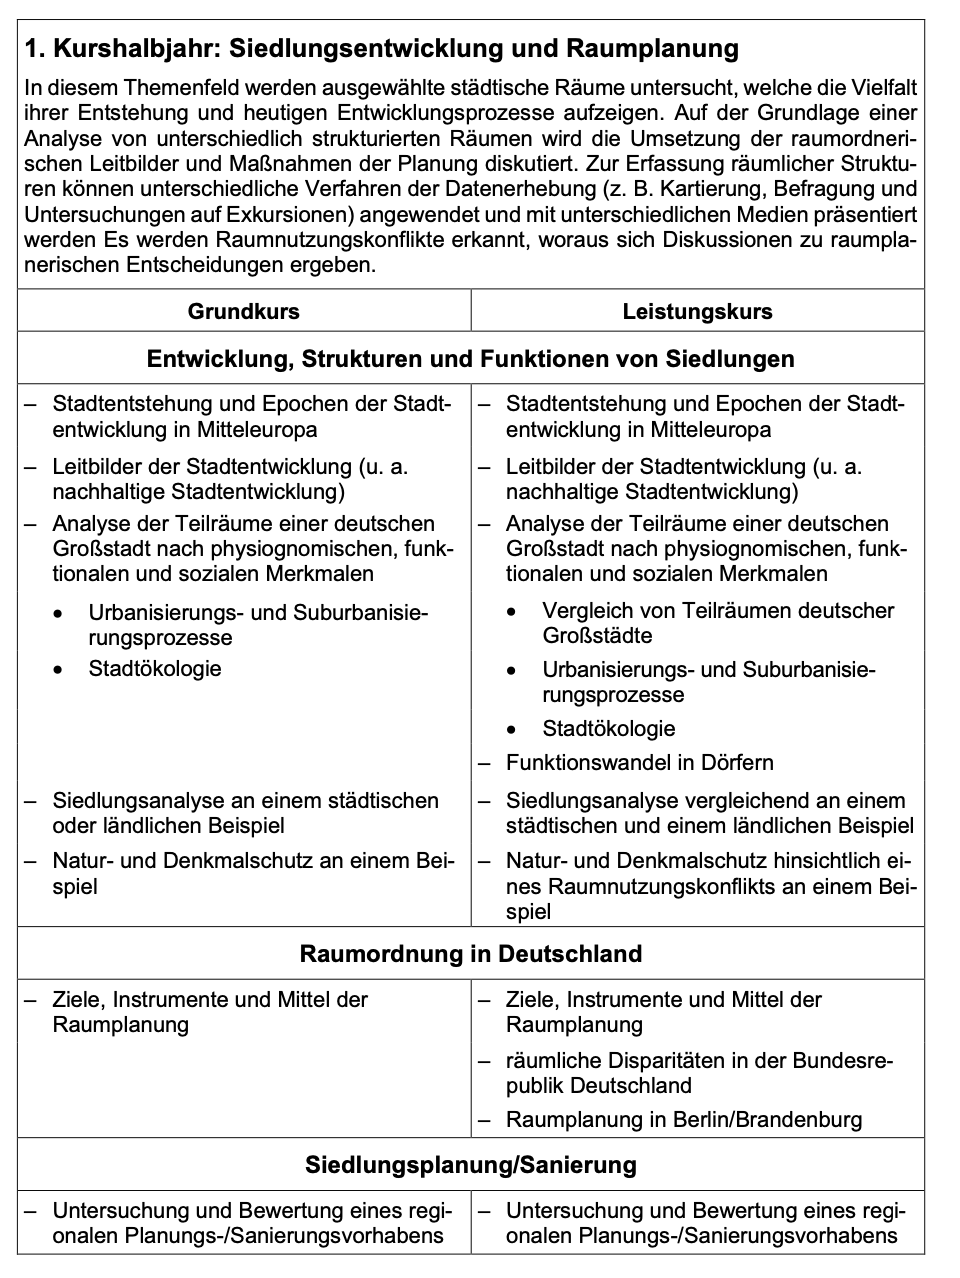 1. Kurshalbjahr: Siedlungsentwicklung und Raumplanung
In diesem Themenfeld werden ausgewählte städtische Räume untersucht, welche die Vielfalt
ihrer Entstehung und heutigen Entwicklungsprozesse aufzeigen. Auf der Grundlage einer
Analyse von unterschiedlich strukturierten Räumen wird die Umsetzung der raumordneri-
schen Leitbilder und Maßnahmen der Planung diskutiert. Zur Erfassung räumlicher Struktu-
ren können unterschiedliche Verfahren der Datenerhebung (z. B. Kartierung, Befragung und
Untersuchungen auf Exkursionen) angewendet und mit unterschiedlichen Medien präsentiert
werden Es werden Raumnutzungskonflikte erkannt, woraus sich Diskussionen zu raumpla-
nerischen Entscheidungen ergeben.
Grundkurs
Leistungskurs
Entwicklung, Strukturen und Funktionen von Siedlungen
– Stadtentstehung und Epochen der Stadt-
entwicklung in Mitteleuropa
– Leitbilder der Stadtentwicklung (u. a.
nachhaltige Stadtentwicklung)
– Analyse der Teilräume einer deutschen
Großstadt nach physiognomischen, funk-
tionalen und sozialen Merkmalen
• Urbanisierungs- und Suburbanisie-
rungsprozesse
• Stadtökologie
– Siedlungsanalyse an einem städtischen
oder ländlichen Beispiel
– Natur- und Denkmalschutz an einem Bei-
spiel
– Stadtentstehung und Epochen der Stadt-
entwicklung in Mitteleuropa
– Leitbilder der Stadtentwicklung (u. a.
nachhaltige Stadtentwicklung)
– Analyse der Teilräume einer deutschen
Großstadt nach physiognomischen, funk-
tionalen und sozialen Merkmalen
• Vergleich von Teilräumen deutscher
Großstädte
• Urbanisierungs- und Suburbanisie-
rungsprozesse
• Stadtökologie
– Funktionswandel in Dörfern
– Siedlungsanalyse vergleichend an einem
städtischen und einem ländlichen Beispiel
– Natur- und Denkmalschutz hinsichtlich ei-
nes Raumnutzungskonflikts an einem Bei-
spiel
Raumordnung in Deutschland
– Ziele, Instrumente und Mittel der
Raumplanung
– Ziele, Instrumente und Mittel der
Raumplanung
– räumliche Disparitäten in der Bundesre-
publik Deutschland
– Raumplanung in Berlin/Brandenburg
Siedlungsplanung/Sanierung
– Untersuchung und Bewertung eines regi-
onalen Planungs-/Sanierungsvorhabens
– Untersuchung und Bewertung eines regi-
onalen Planungs-/Sanierungsvorhabens